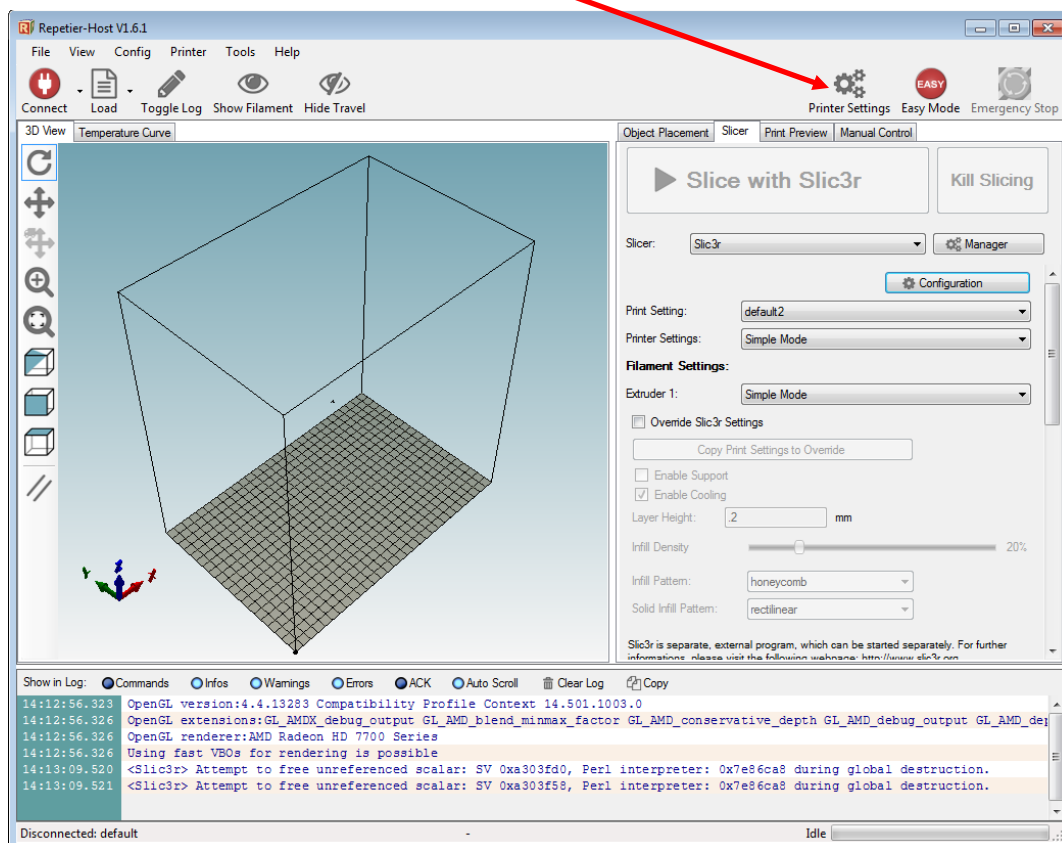 Repetier-Host V1.6.1
File View Config Printer Tools Help
Connect Load Toggle Log Show Filament Hide Travel Printer Settings Easy Mode Emergency Stop
EASY
3D View Temperature Curve
Object Placement Slicer Print Preview Manual Control
Slice with Slic3r Kill Slicing
Slicer: Slic3r Manager
Configuration
Print Setting: default2
Printer Settings: Simple Mode
Filament Settings:
Extruder 1: Simple Mode
Override Slic3r Settings
Copy Print Settings to Override
Enable Support
Enable Cooling
Layer Height: .2 mm
Infill Density 20%
Infill Pattern: honeycomb
Solid Infill Pattern: rectilinear
Slic3r is separate, external program, which can be started separately. For further
informations, please visit the following webpage: http://www.slic3r.org
Y Z X
Show in Log: Commands Infos Warnings Errors ACK Auto Scroll Clear Log Copy
14:12:56.323 OpenGL version:4.4.13283 Compatibility Profile Context 14.501.1003.0
14:12:56.326 OpenGL extensions:GL_AMDX_debug_output GL_AMD_blend_minmax_factor GL_AMD_conservative_depth GL_AMD_debug_output
14:12:56.326 OpenGL renderer:AMD Radeon HD 7700 Series
14:12:56.326 Using fast VBOs for rendering is possible
14:13:09.520 <Slic3r> Attempt to free unreferenced scalar: SV 0xa303fd0, Perl interpreter: 0x7e86ca8 during global destruction.
14:13:09.521 <Slic3r> Attempt to free unreferenced scalar: SV 0xa303f58, Perl interpreter: 0x7e86ca8 during global destruction.
Disconnected: default - Idle